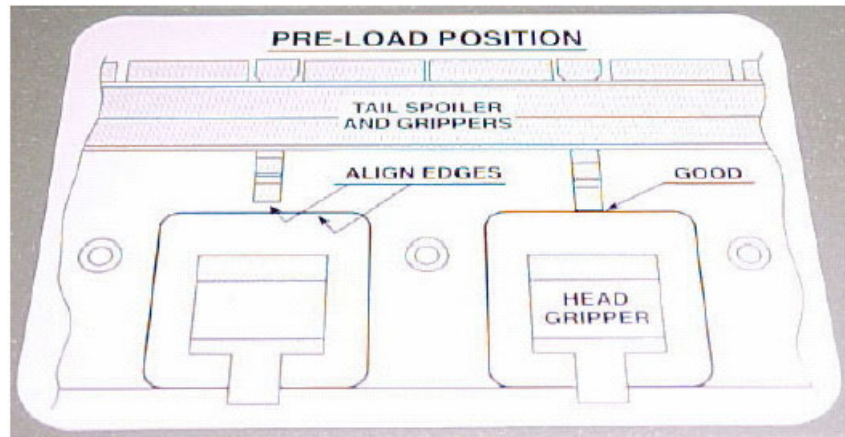 PRE-LOAD POSITION
TAIL SPOILER
AND GRIPPERS
ALIGN EDGES
GOOD
HEAD
GRIPPER